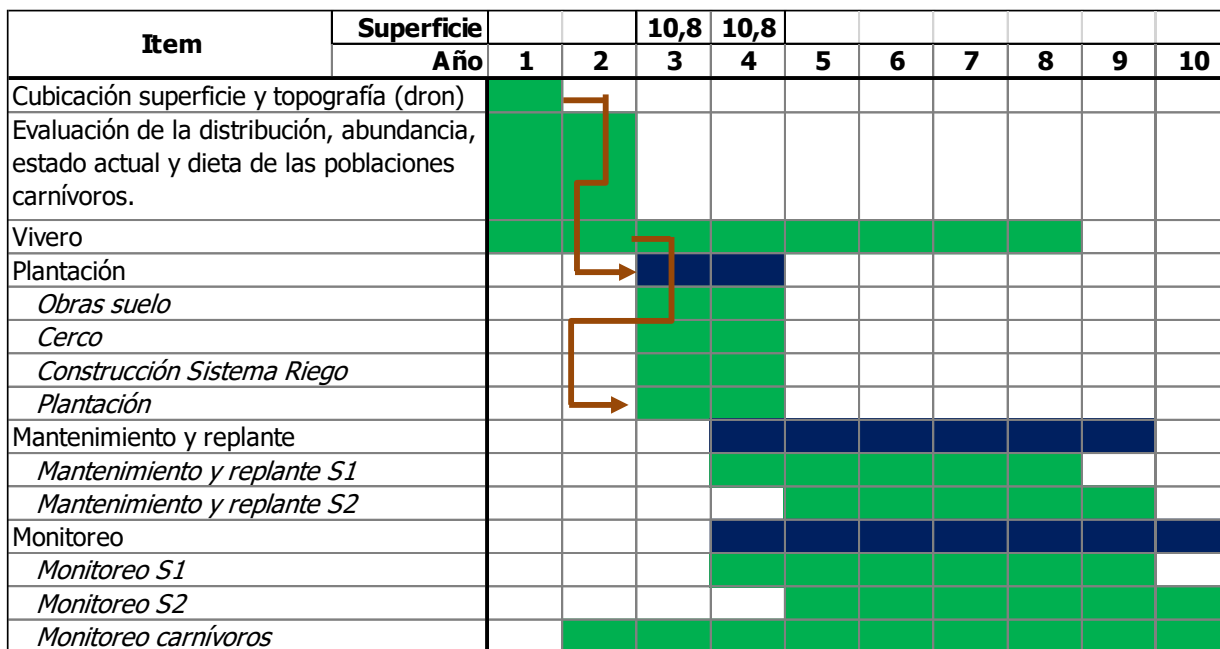 Item
Superficie 10,8 10,8
Año 1 2 3 4 5 6 7 8 9 10
Cubicación superficie y topografía (dron)
Evaluación de la distribución, abundancia,
estado actual y dieta de las poblaciones
carnívoros.
Vivero
Plantación
Obras suelo
Cerco
Construcción Sistema Riego
Plantación
Mantenimiento y replante
Mantenimiento y replante S1
Mantenimiento y replante S2
Monitoreo
Monitoreo S1
Monitoreo S2
Monitoreo carnívoros